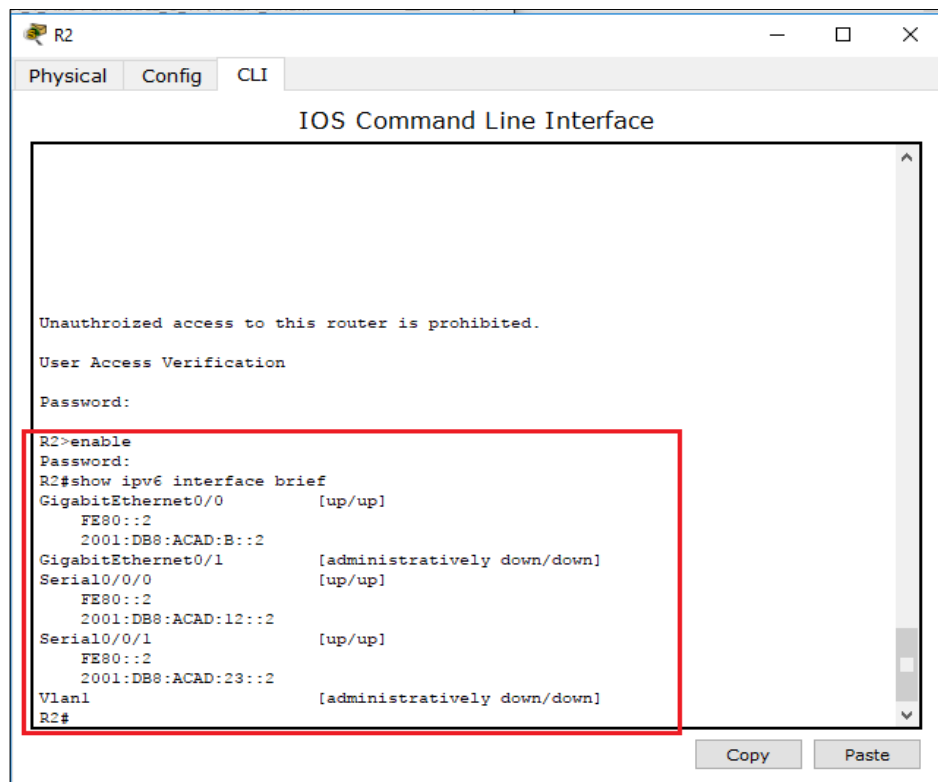 R2
Physical Config CLI
IOS Command Line Interface
Unauthroized access to this router is prohibited.
User Access Verification
Password:
R2>enable
Password:
R2#show ipv6 interface brief
GigabitEthernet0/0 [up/up]
FE80::2
2001:DB8:ACAD:B::2
GigabitEthernet0/1 [administratively down/down]
Serial0/0/0 [up/up]
FE80::2
2001:DB8:ACAD:12::2
Serial0/0/1 [up/up]
FE80::2
2001:DB8:ACAD:23::2
Vlan1 [administratively down/down]
R2#
Copy Paste